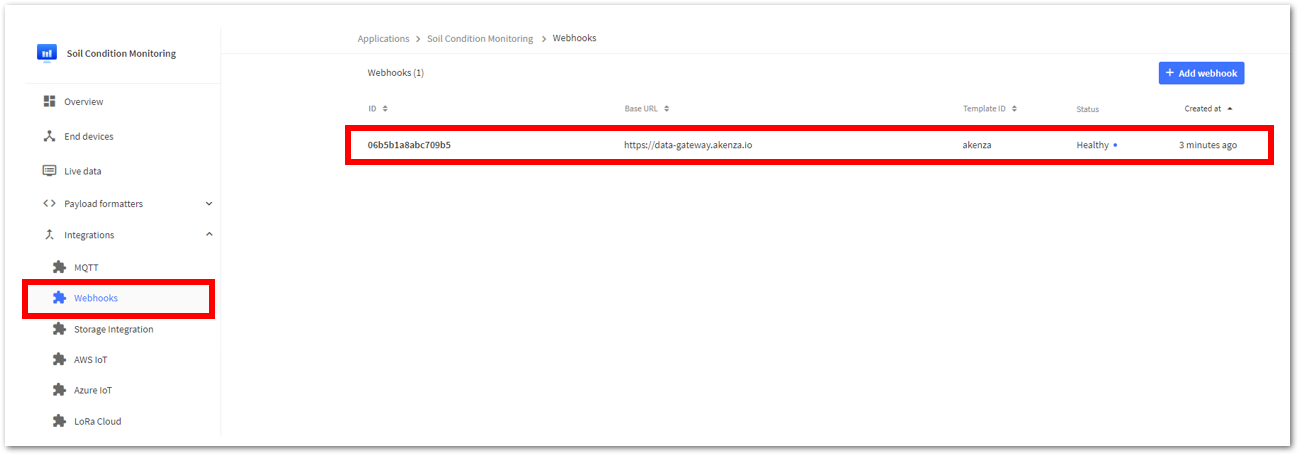 Soil Condition Monitoring
Overview
End devices
Live data
Payload formatters
Integrations
MQTT
Webhooks
Storage Integration
AWS IoT
Azure IoT
LoRa Cloud
Applications > Soil Condition Monitoring > Webhooks
Webhooks (1)
+ Add webhook
ID Base URL Template ID Status Created at
06b5b1a8abc709b5 https://data-gateway.akenza.io akenza Healthy 3 minutes ago